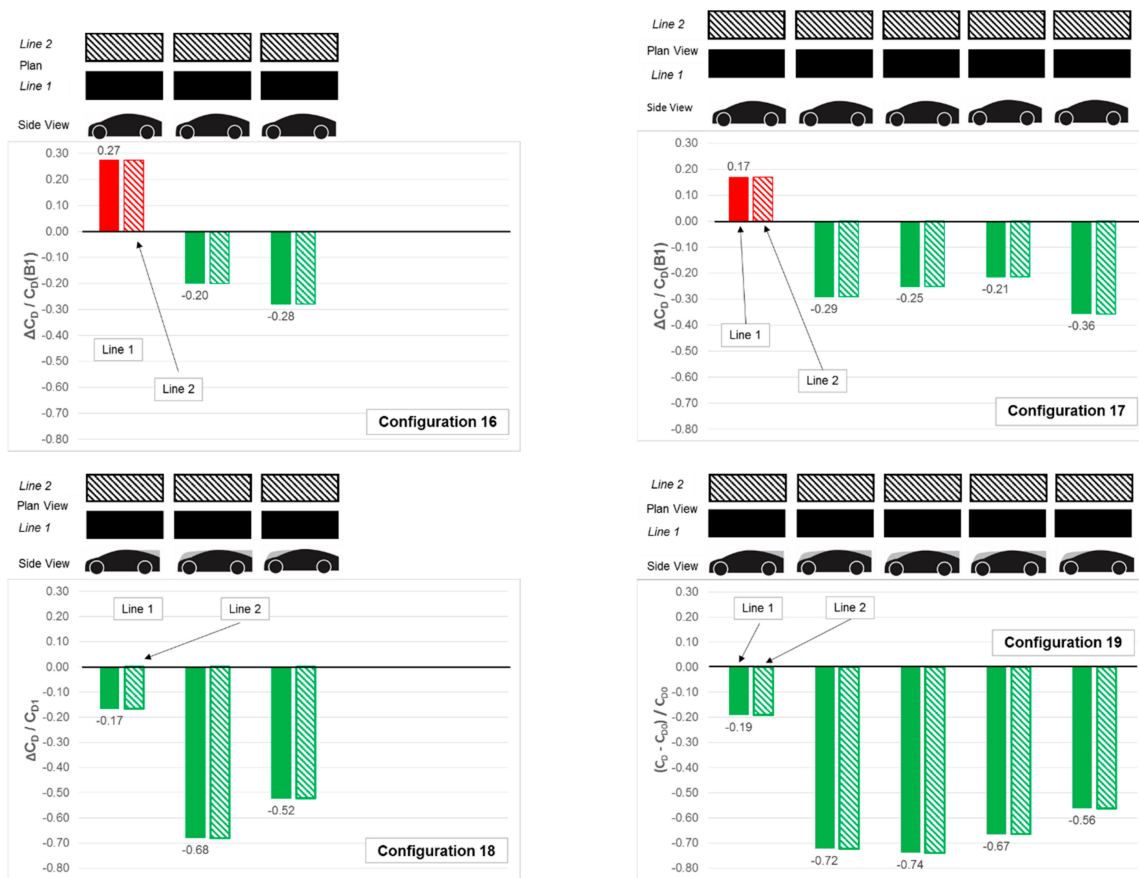 Line 2
Plan
Line 1
Side View
0.30
0.20
0.10
0.00
-0.10
-0.20
-0.30
-0.40
-0.50
-0.60
-0.70
-0.80
ΔC_D / C_D(B1)
0.27
-0.20
-0.28
Line 1
Line 2
Configuration 16
Line 2
Plan View
Line 1
Side View
0.30
0.20
0.10
0.00
-0.10
-0.20
-0.30
-0.40
-0.50
-0.60
-0.70
-0.80
ΔC_D / C_D(B1)
0.17
-0.29
-0.25
-0.21
-0.36
Line 1
Line 2
Configuration 17
Line 2
Plan View
Line 1
Side View
0.30
0.20
0.10
0.00
-0.10
-0.20
-0.30
-0.40
-0.50
-0.60
-0.70
-0.80
ΔC_D / C_D1
Line 1
Line 2
-0.17
-0.68
-0.52
Configuration 18
Line 2
Plan View
Line 1
Side View
0.30
0.20
0.10
0.00
-0.10
-0.20
-0.30
-0.40
-0.50
-0.60
-0.70
-0.80
(C_D - C_D0) / C_D0
Line 1
Line 2
Configuration 19
-0.19
-0.72
-0.74
-0.67
-0.56